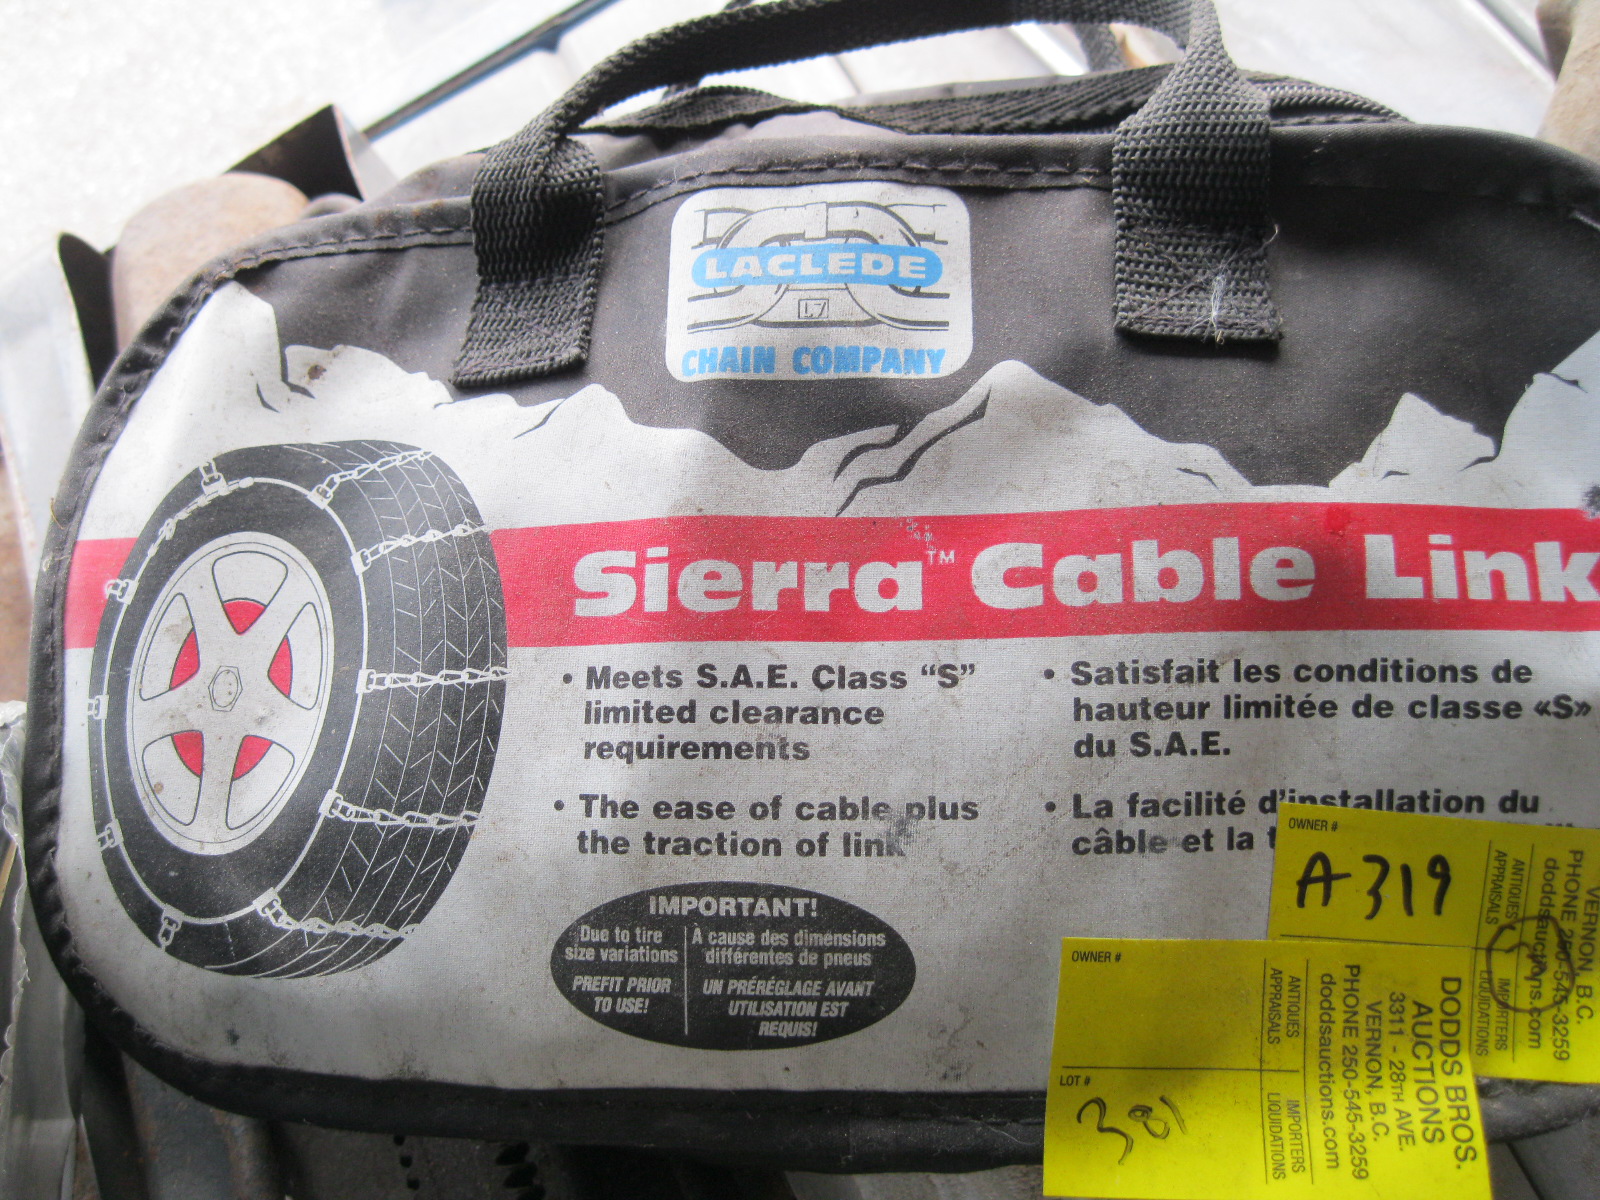 LACLEDE
L7
CHAIN COMPANY
Sierra™ Cable Link
• Meets S.A.E. Class “S”
limited clearance
requirements
• The ease of cable plus
the traction of link
• Satisfait les conditions de
hauteur limitée de classe «S»
du S.A.E.
• La facilité d'installation du
câble et la
IMPORTANT!
Due to tire
size variations
PREFIT PRIOR
TO USE!
À cause des dimensions
différentes de pneus
UN PRÉRÉGLAGE AVANT
UTILISATION EST
REQUIS!
OWNER #
A319
VERNON, B.C.
PHONE 250-545-3259
doddsauctions.com
ANTIQUES IMPORTERS
APPRAISALS LIQUIDATIONS
OWNER #
LOT #
38
DODDS BROS.
AUCTIONS
3311 - 28TH AVE.
VERNON, B.C.
PHONE 250-545-3259
doddsauctions.com
ANTIQUES IMPORTERS
APPRAISALS LIQUIDATIONS